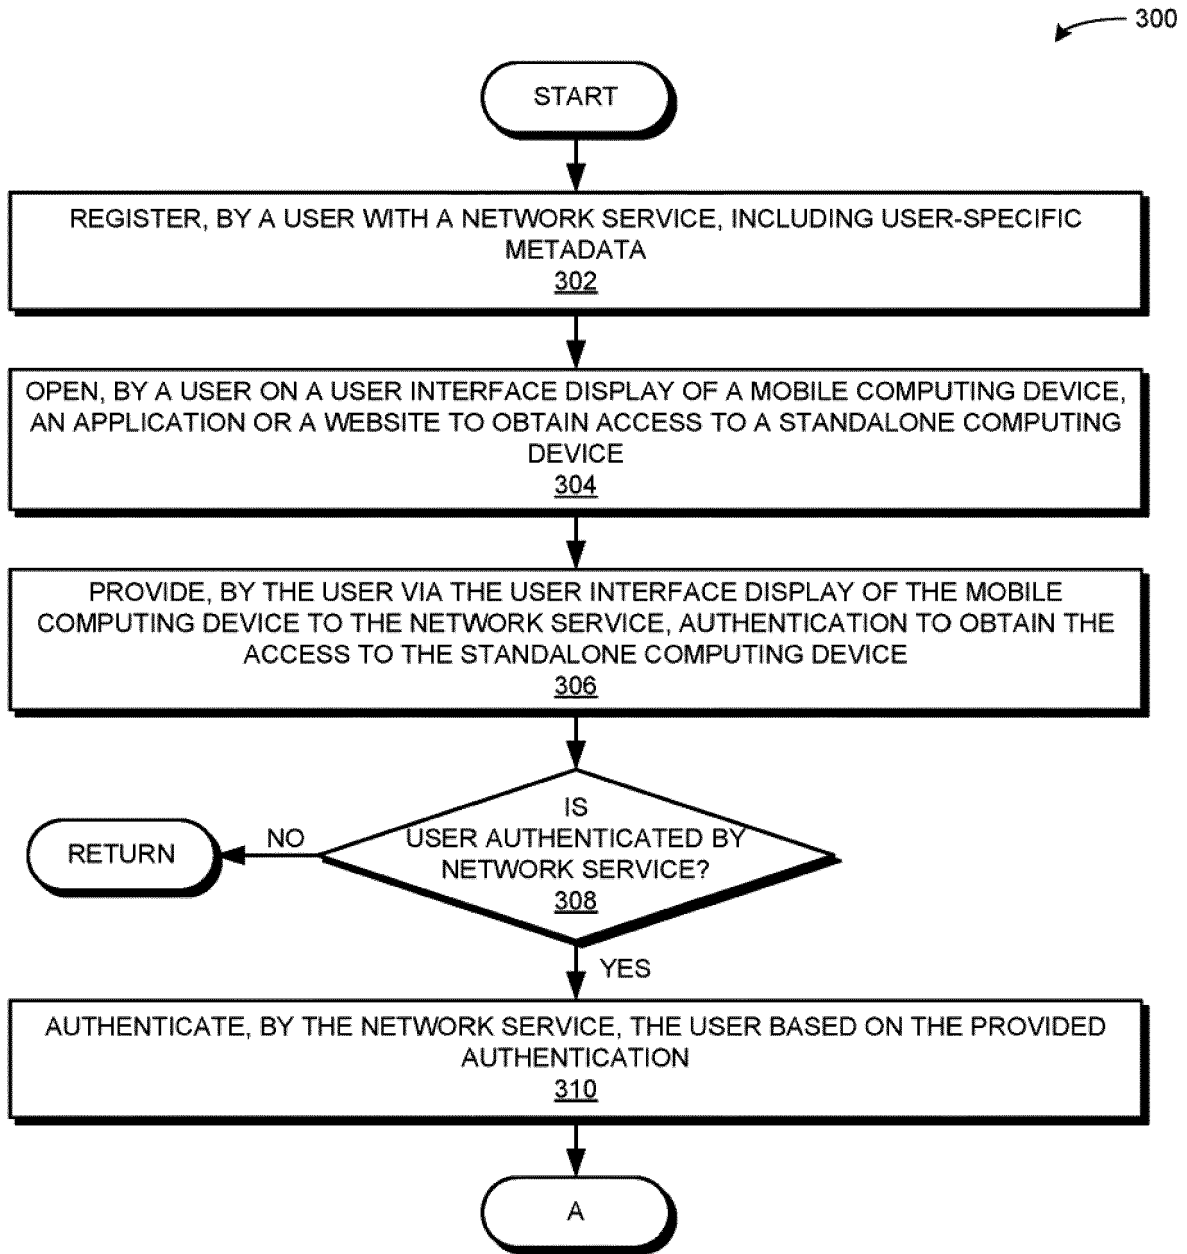 300
START
REGISTER, BY A USER WITH A NETWORK SERVICE, INCLUDING USER-SPECIFIC
METADATA
302
OPEN, BY A USER ON A USER INTERFACE DISPLAY OF A MOBILE COMPUTING DEVICE,
AN APPLICATION OR A WEBSITE TO OBTAIN ACCESS TO A STANDALONE COMPUTING
DEVICE
304
PROVIDE, BY THE USER VIA THE USER INTERFACE DISPLAY OF THE MOBILE
COMPUTING DEVICE TO THE NETWORK SERVICE, AUTHENTICATION TO OBTAIN THE
ACCESS TO THE STANDALONE COMPUTING DEVICE
306
IS
USER AUTHENTICATED BY
NETWORK SERVICE?
308
NO
RETURN
YES
AUTHENTICATE, BY THE NETWORK SERVICE, THE USER BASED ON THE PROVIDED
AUTHENTICATION
310
A